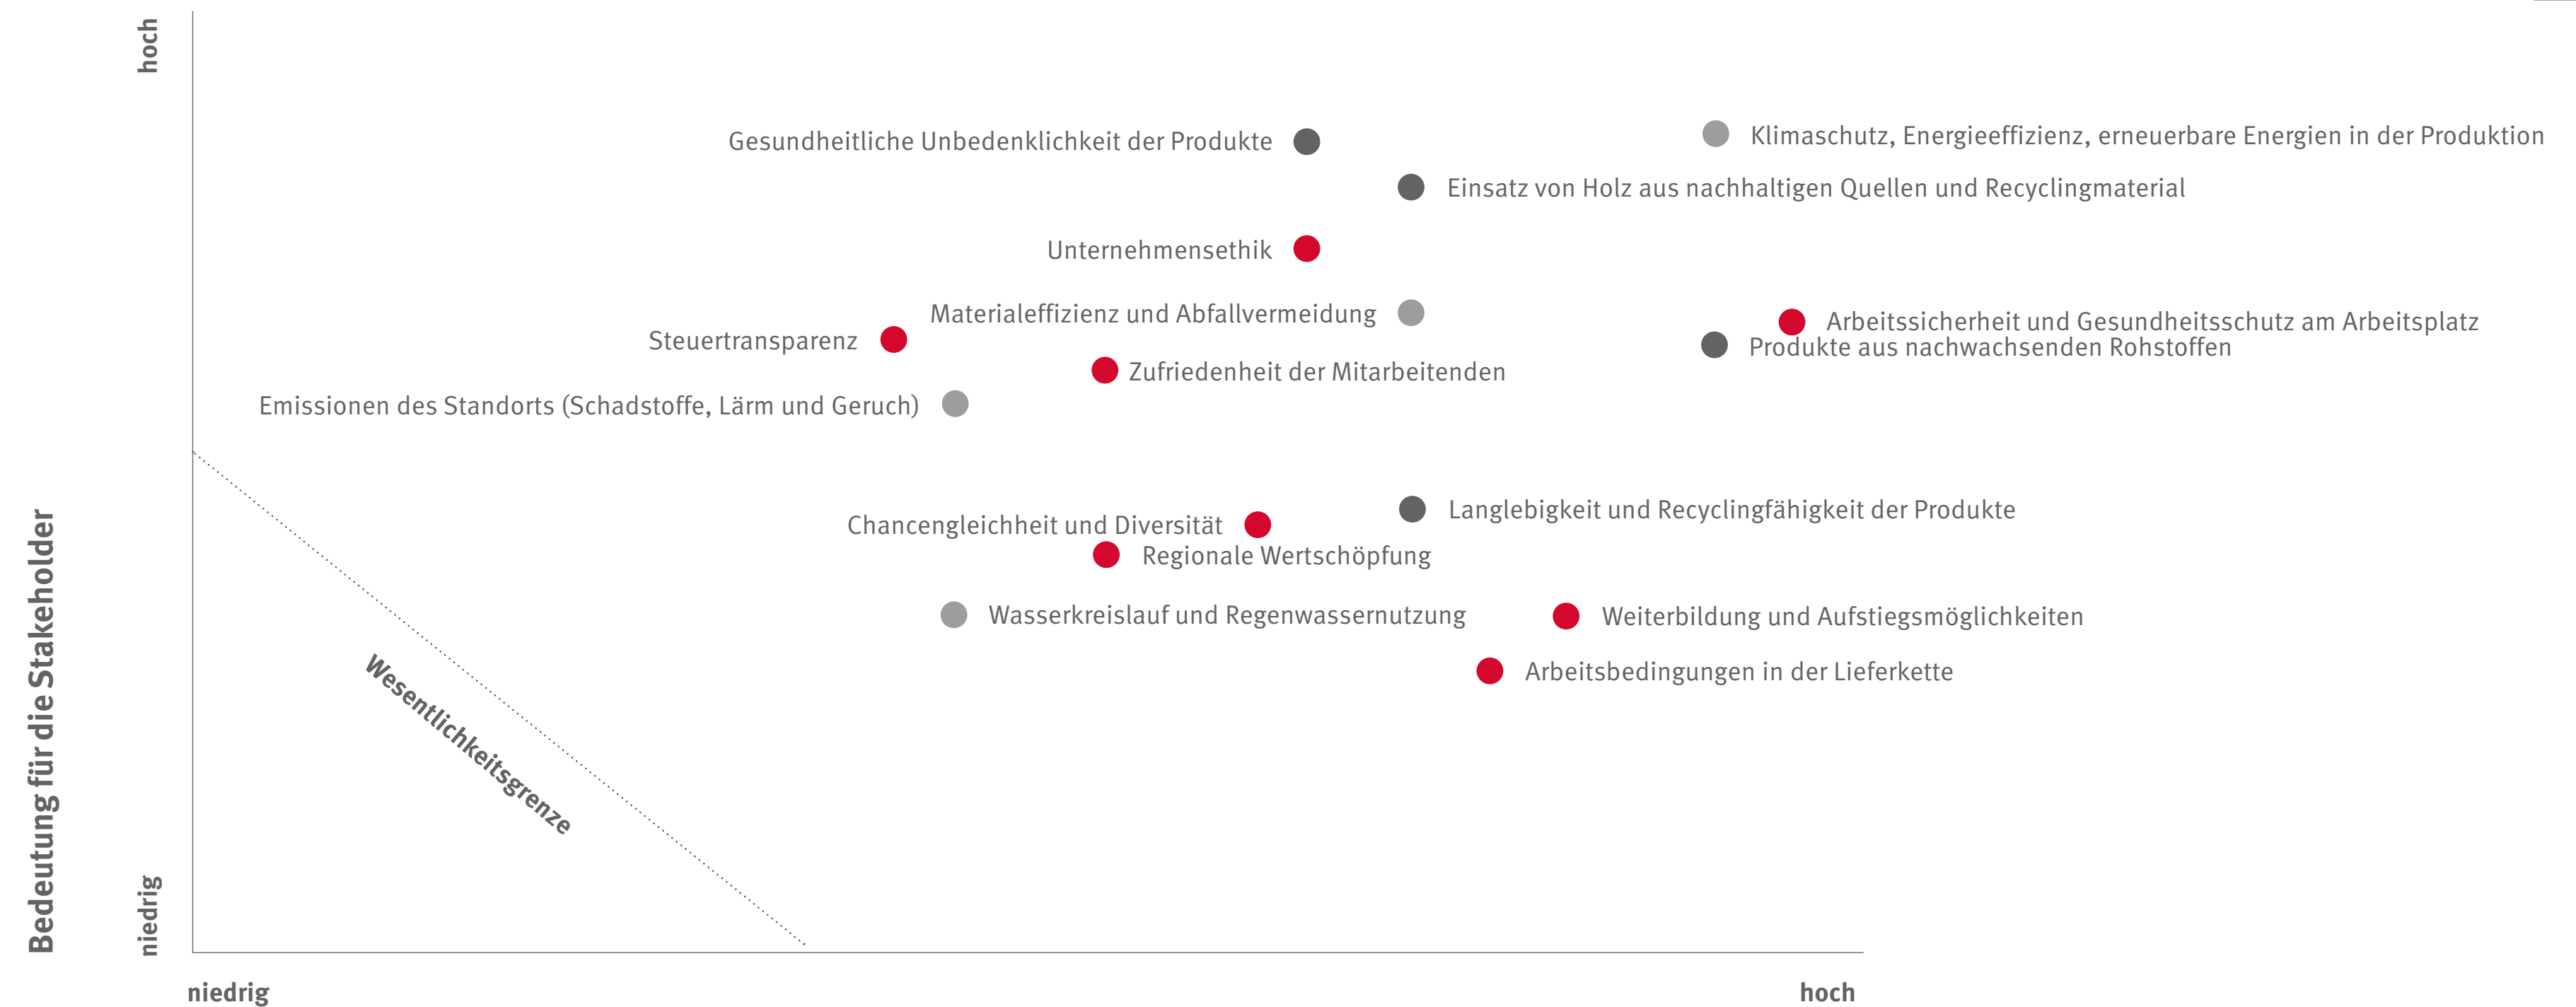 hoch
Gesundheitliche Unbedenklichkeit der Produkte
Klimaschutz, Energieeffizienz, erneuerbare Energien in der Produktion
Einsatz von Holz aus nachhaltigen Quellen und Recyclingmaterial
Unternehmensethik
Materialeffizienz und Abfallvermeidung
Arbeitssicherheit und Gesundheitsschutz am Arbeitsplatz
Steuertransparenz
Produkte aus nachwachsenden Rohstoffen
Zufriedenheit der Mitarbeitenden
Emissionen des Standorts (Schadstoffe, Lärm und Geruch)
Langlebigkeit und Recyclingfähigkeit der Produkte
Chancengleichheit und Diversität
Regionale Wertschöpfung
Wasserkreislauf und Regenwassernutzung
Weiterbildung und Aufstiegsmöglichkeiten
Arbeitsbedingungen in der Lieferkette
Wesentlichkeitsgrenze
Bedeutung für die Stakeholder
niedrig
niedrig
hoch